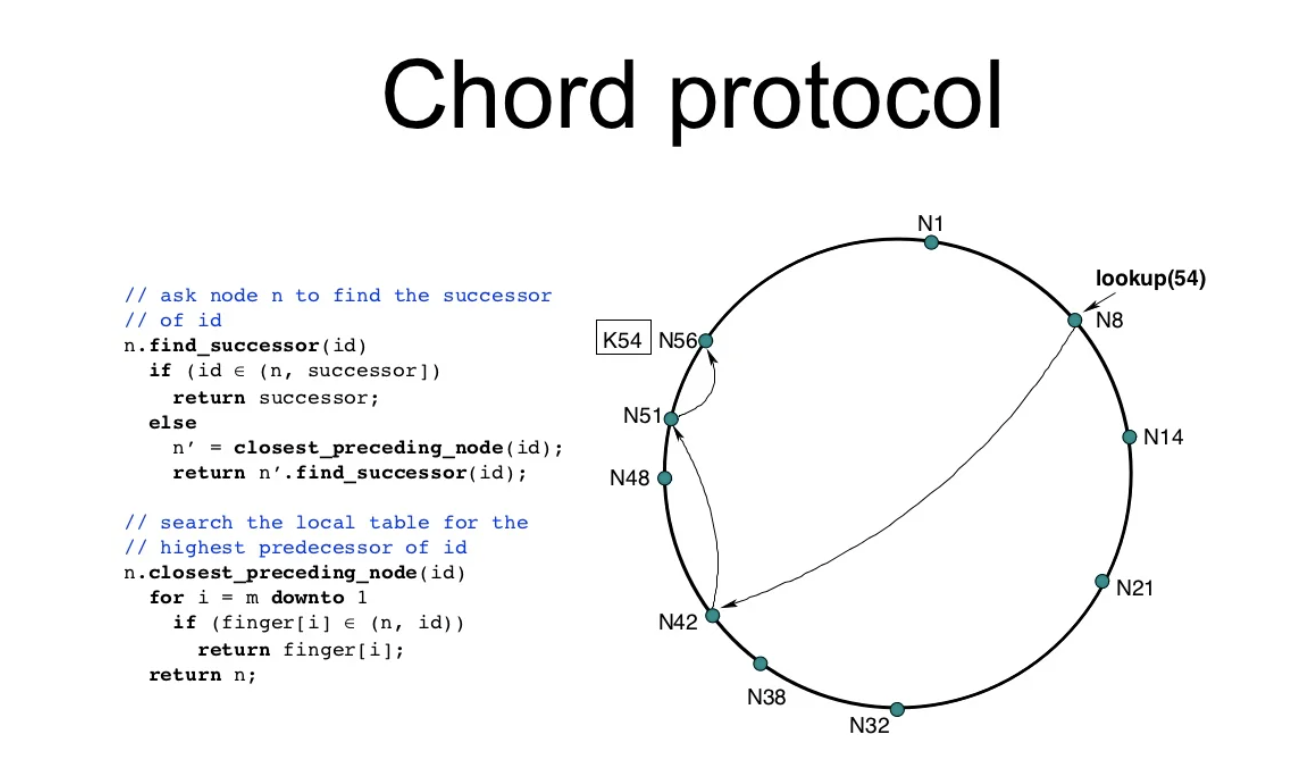 Chord protocol
// ask node n to find the successor
// of id
n.find_successor(id)
if (id ∈ (n, successor])
return successor;
else
n′ = closest_preceding_node(id);
return n′.find_successor(id);
// search the local table for the
// highest predecessor of id
n.closest_preceding_node(id)
for i = m downto 1
if (finger[i] ∈ (n, id))
return finger[i];
return n;
N1
lookup(54)
N8
K54 N56
N51
N14
N48
N21
N42
N38
N32